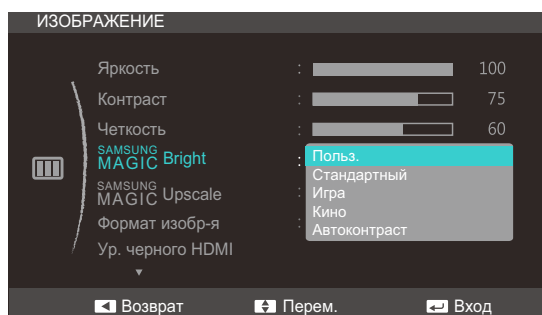 ИЗОБРАЖЕНИЕ
Яркость : 100
Контраст : 75
Четкость : 60
SAMSUNG MAGIC Bright :
Польз.
Стандартный
Игра
Кино
Автоконтраст
SAMSUNG MAGIC Upscale :
Формат изобр-я :
Ур. черного HDMI
Возврат Перем. Вход